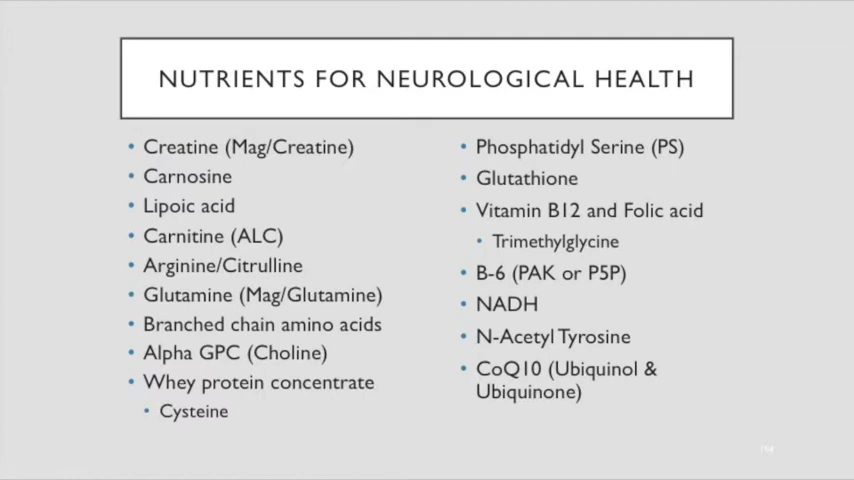 NUTRIENTS FOR NEUROLOGICAL HEALTH
• Creatine (Mag/Creatine)
• Carnosine
• Lipoic acid
• Carnitine (ALC)
• Arginine/Citrulline
• Glutamine (Mag/Glutamine)
• Branched chain amino acids
• Alpha GPC (Choline)
• Whey protein concentrate
• Cysteine
• Phosphatidyl Serine (PS)
• Glutathione
• Vitamin B12 and Folic acid
• Trimethylglycine
• B-6 (PAK or P5P)
• NADH
• N-Acetyl Tyrosine
• CoQ10 (Ubiquinol &
Ubiquinone)